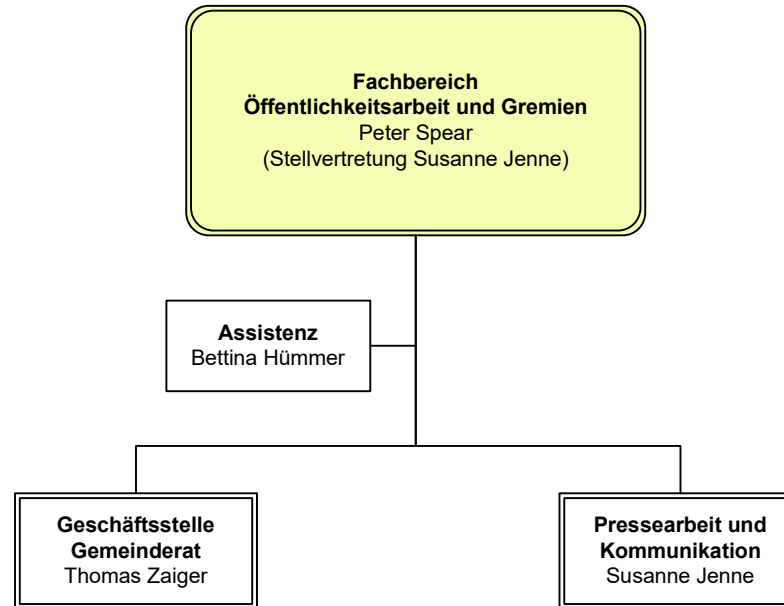 Fachbereich
Öffentlichkeitsarbeit und Gremien
Peter Spear
(Stellvertretung Susanne Jenne)
Assistenz
Bettina Hümmer
Geschäftsstelle
Gemeinderat
Thomas Zaiger
Pressearbeit und
Kommunikation
Susanne Jenne